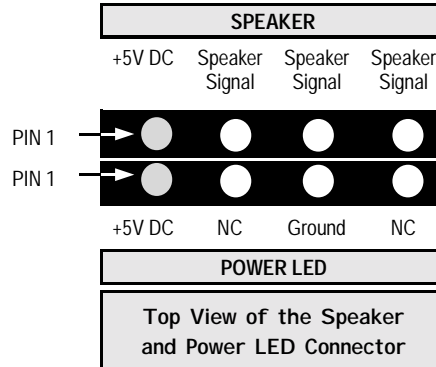 SPEAKER
+5V DC Speaker Signal Speaker Signal Speaker Signal
PIN 1
PIN 1
+5V DC NC Ground NC
POWER LED
Top View of the Speaker
and Power LED Connector